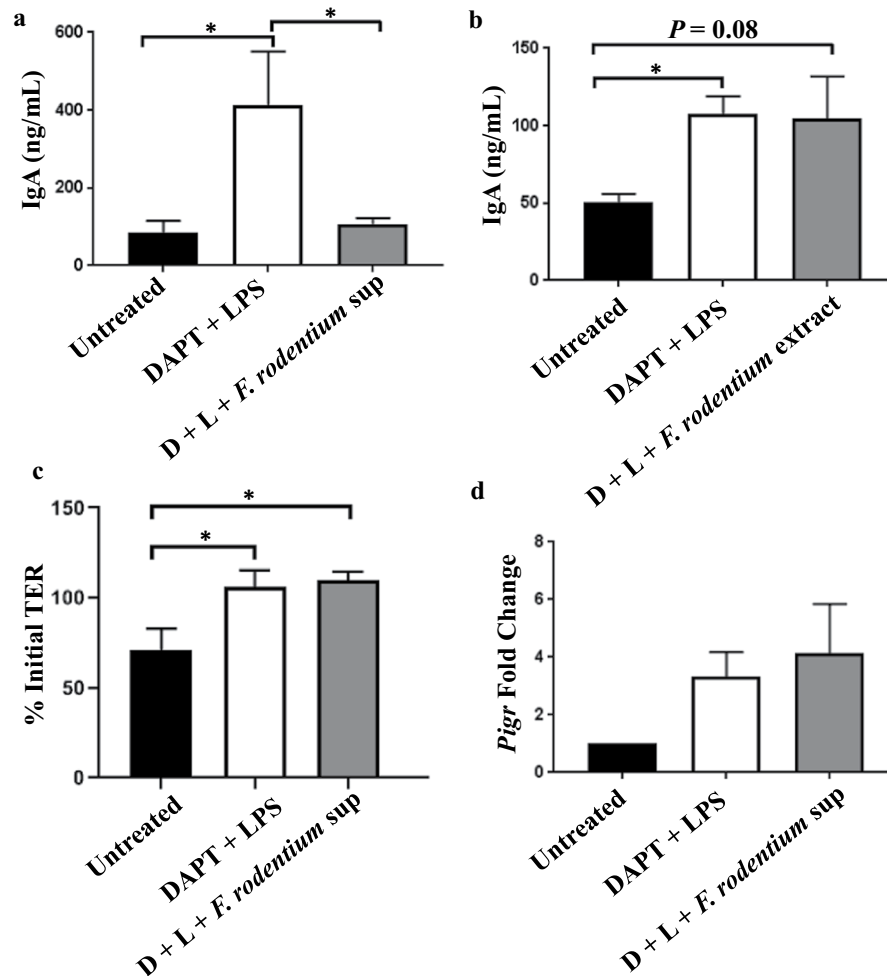 a
*
*
600
400
200
0
IgA (ng/mL)
Untreated
DAPT + LPS
D + L + F. rodentium sup
b
P = 0.08
*
150
100
50
0
IgA (ng/mL)
Untreated
DAPT + LPS
D + L + F. rodentium extract
c
*
*
150
100
50
0
% Initial TER
Untreated
DAPT + LPS
D + L + F. rodentium sup
d
8
6
4
2
0
Pigr Fold Change
Untreated
DAPT + LPS
D + L + F. rodentium sup